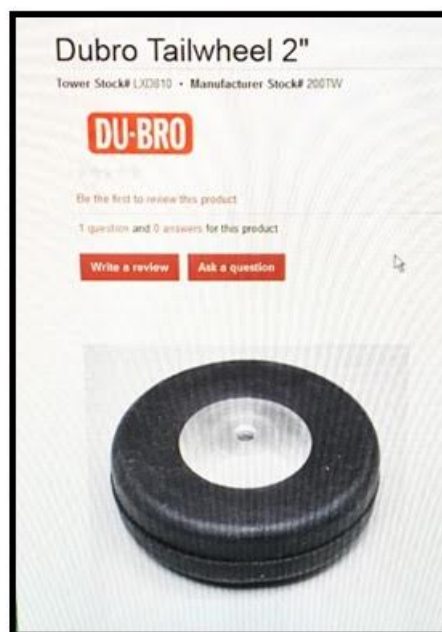 Dubro Tailwheel 2"
Tower Stock# LXD810 • Manufacturer Stock# 200TW
DU-BRO
Be the first to review this product
1 question and 0 answers for this product
Write a review Ask a question